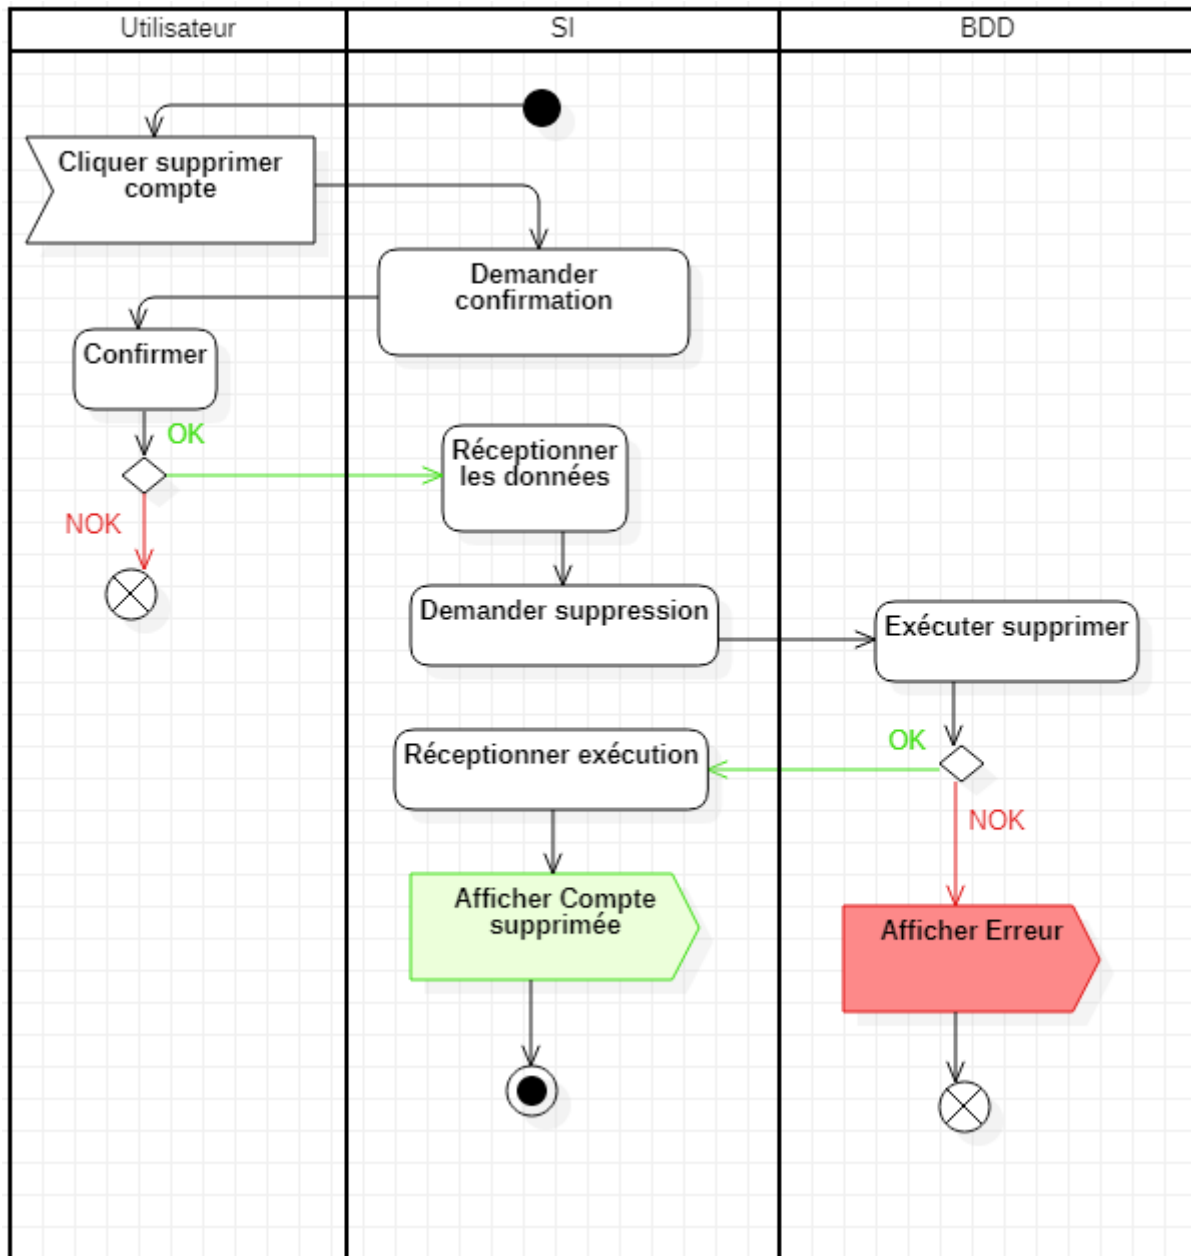 Utilisateur
SI
BDD
Cliquer supprimer
compte
Demander
confirmation
Confirmer
OK
Réceptionner
les données
NOK
Demander suppression
Exécuter supprimer
OK
Réceptionner exécution
NOK
Afficher Compte
supprimée
Afficher Erreur